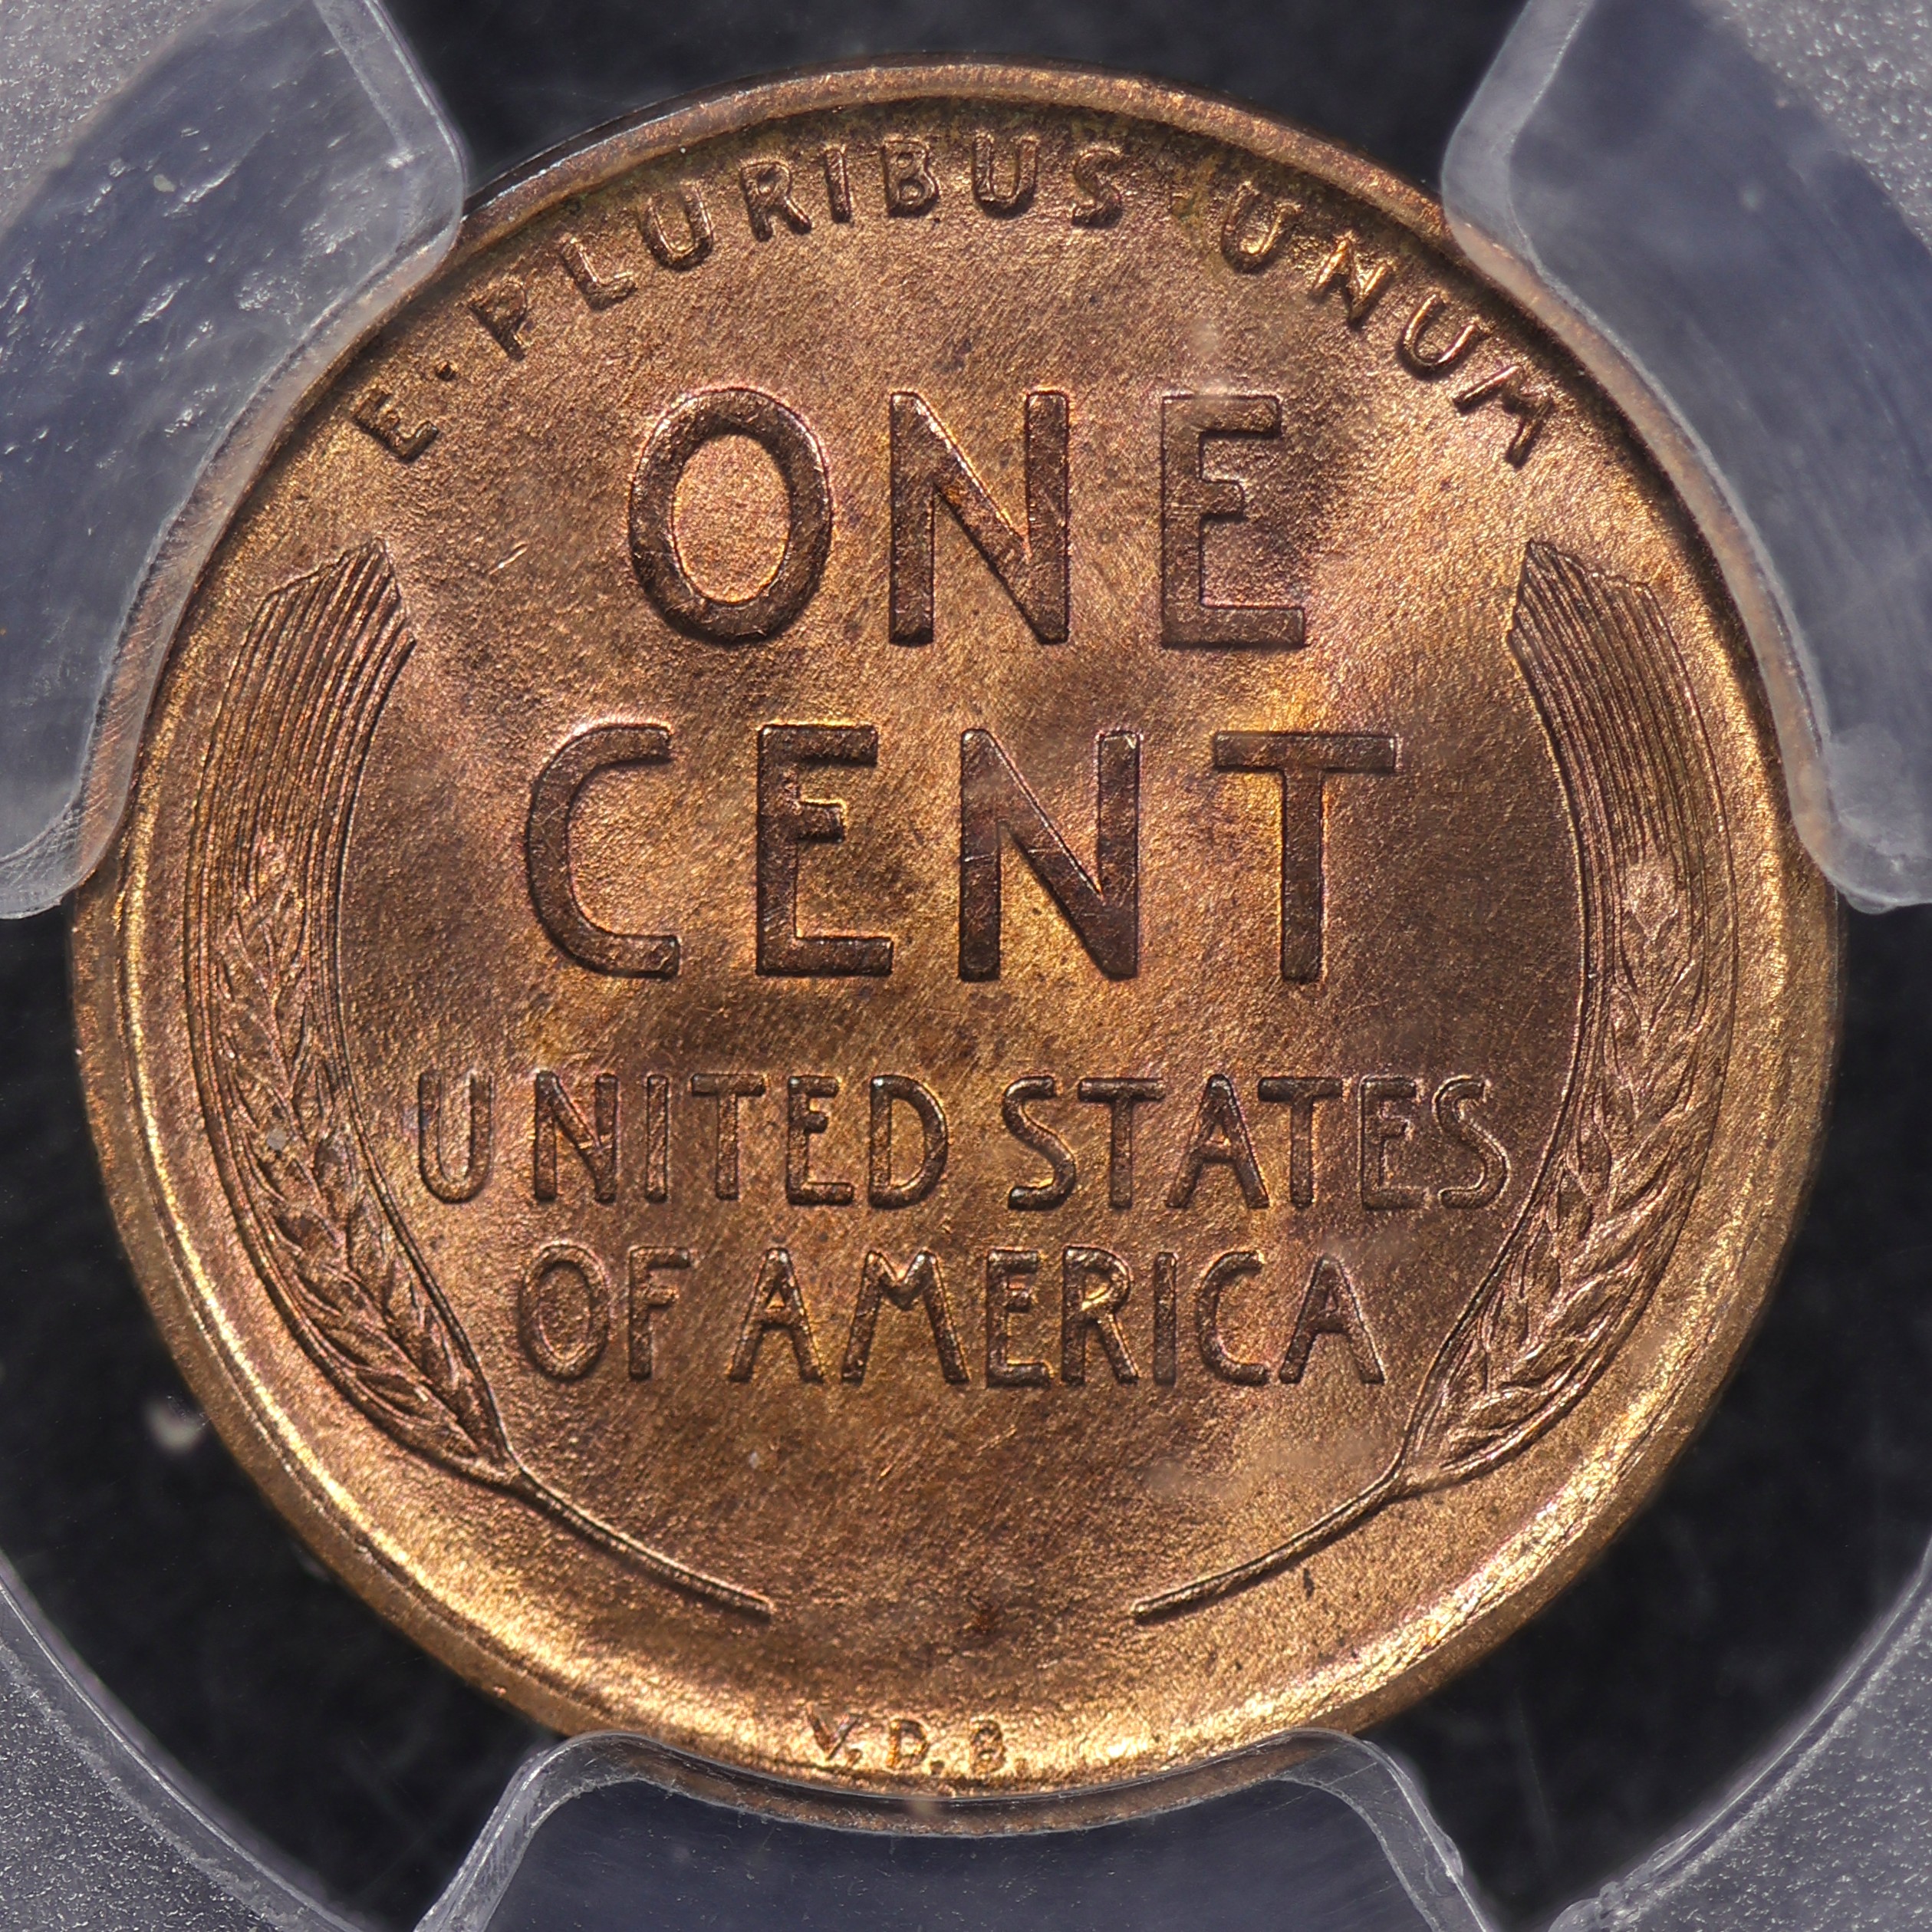 E·PLURIBUS·UNUM
ONE
CENT
UNITED STATES
OF AMERICA
V.D.B.